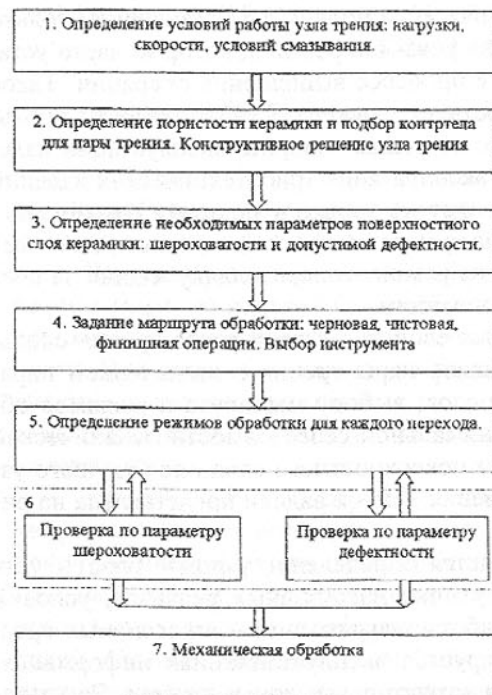 1. Определение условий работы узла трения: нагрузки,
скорости, условий смазывания.
2. Определение пористости керамики и подбор контртела
для пары трения. Конструктивное решение узла трения
3. Определение необходимых параметров поверхностного
слоя керамики: шероховатости и допустимой дефектности.
4. Задание маршрута обработки: черновая, чистовая,
финишная операции. Выбор инструмента
5. Определение режимов обработки для каждого перехода.
6
Проверка по параметру
шероховатости
Проверка по параметру
дефектности
7. Механическая обработка